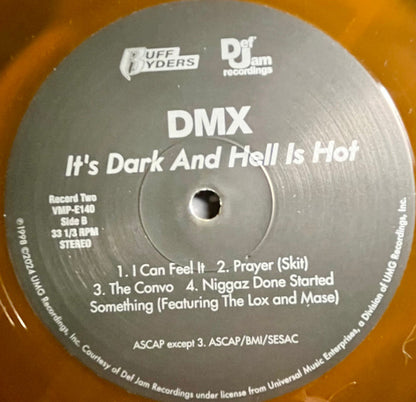 RUFF
RYDERS
Def
Jam
recordings
DMX
It's Dark And Hell Is Hot
Record Two
VMP-E140
Side B
33 1/3 RPM
STEREO
1. I Can Feel It 2. Prayer (Skit)
3. The Convo 4. Niggaz Done Started
Something (Featuring The Lox and Mase)
ASCAP except 3. ASCAP/BMI/SESAC
℗1998 ©2024 UMG Recordings, Inc. Courtesy of Def Jam Recordings under license from Universal Music Enterprises, a Division of UMG Recordings, Inc.